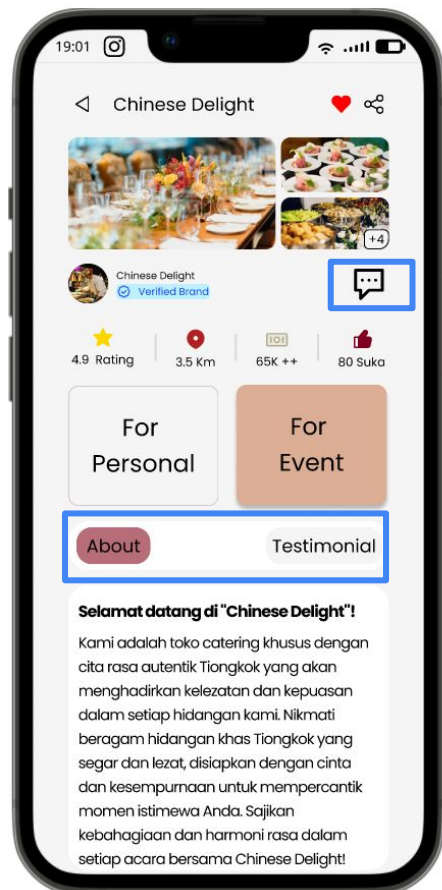 19:01
Chinese Delight
+4
Chinese Delight
Verified Brand
4.9 Rating
3.5 Km
65K ++
80 Suka
For
Personal
For
Event
About
Testimonial
Selamat datang di "Chinese Delight"!
Kami adalah toko catering khusus dengan
cita rasa autentik Tiongkok yang akan
menghadirkan kelezatan dan kepuasan
dalam setiap hidangan kami. Nikmati
beragam hidangan khas Tiongkok yang
segar dan lezat, disiapkan dengan cinta
dan kesempurnaan untuk mempercantik
momen istimewa Anda. Sajikan
kebahagiaan dan harmoni rasa dalam
setiap acara bersama Chinese Delight!